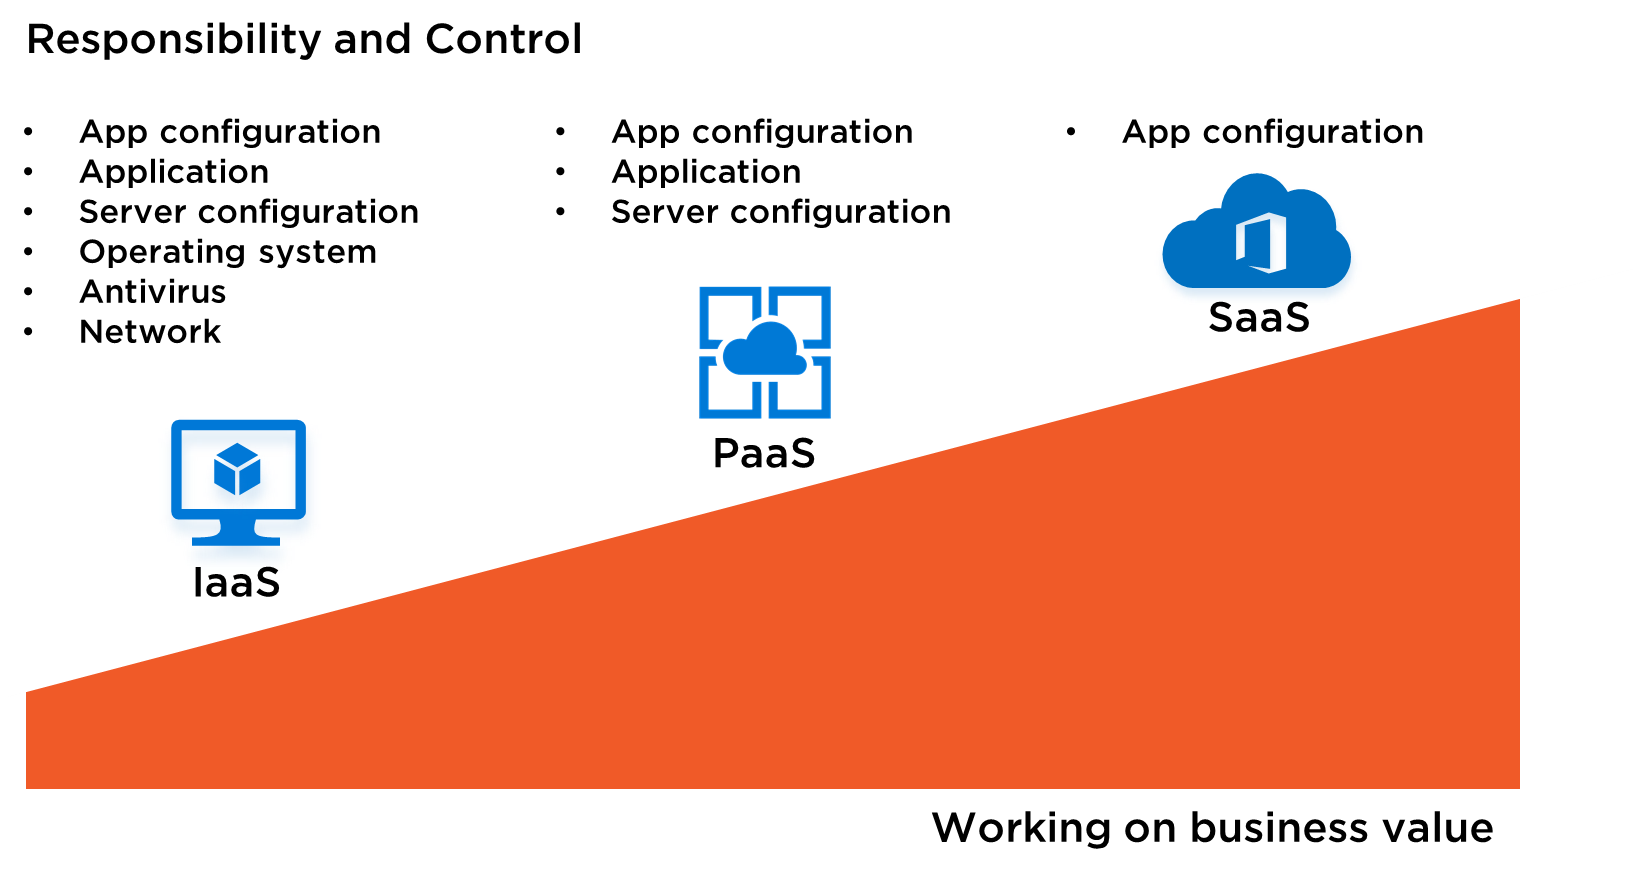 Responsibility and Control
• App configuration
• Application
• Server configuration
• Operating system
• Antivirus
• Network
IaaS
• App configuration
• Application
• Server configuration
PaaS
• App configuration
SaaS
Working on business value